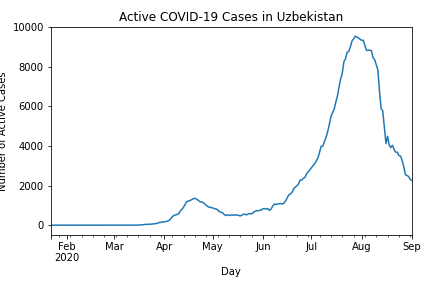 Active COVID-19 Cases in Uzbekistan
Number of Active Cases
10000
8000
6000
4000
2000
0
Feb
2020
Mar
Apr
May
Jun
Jul
Aug
Sep
Day